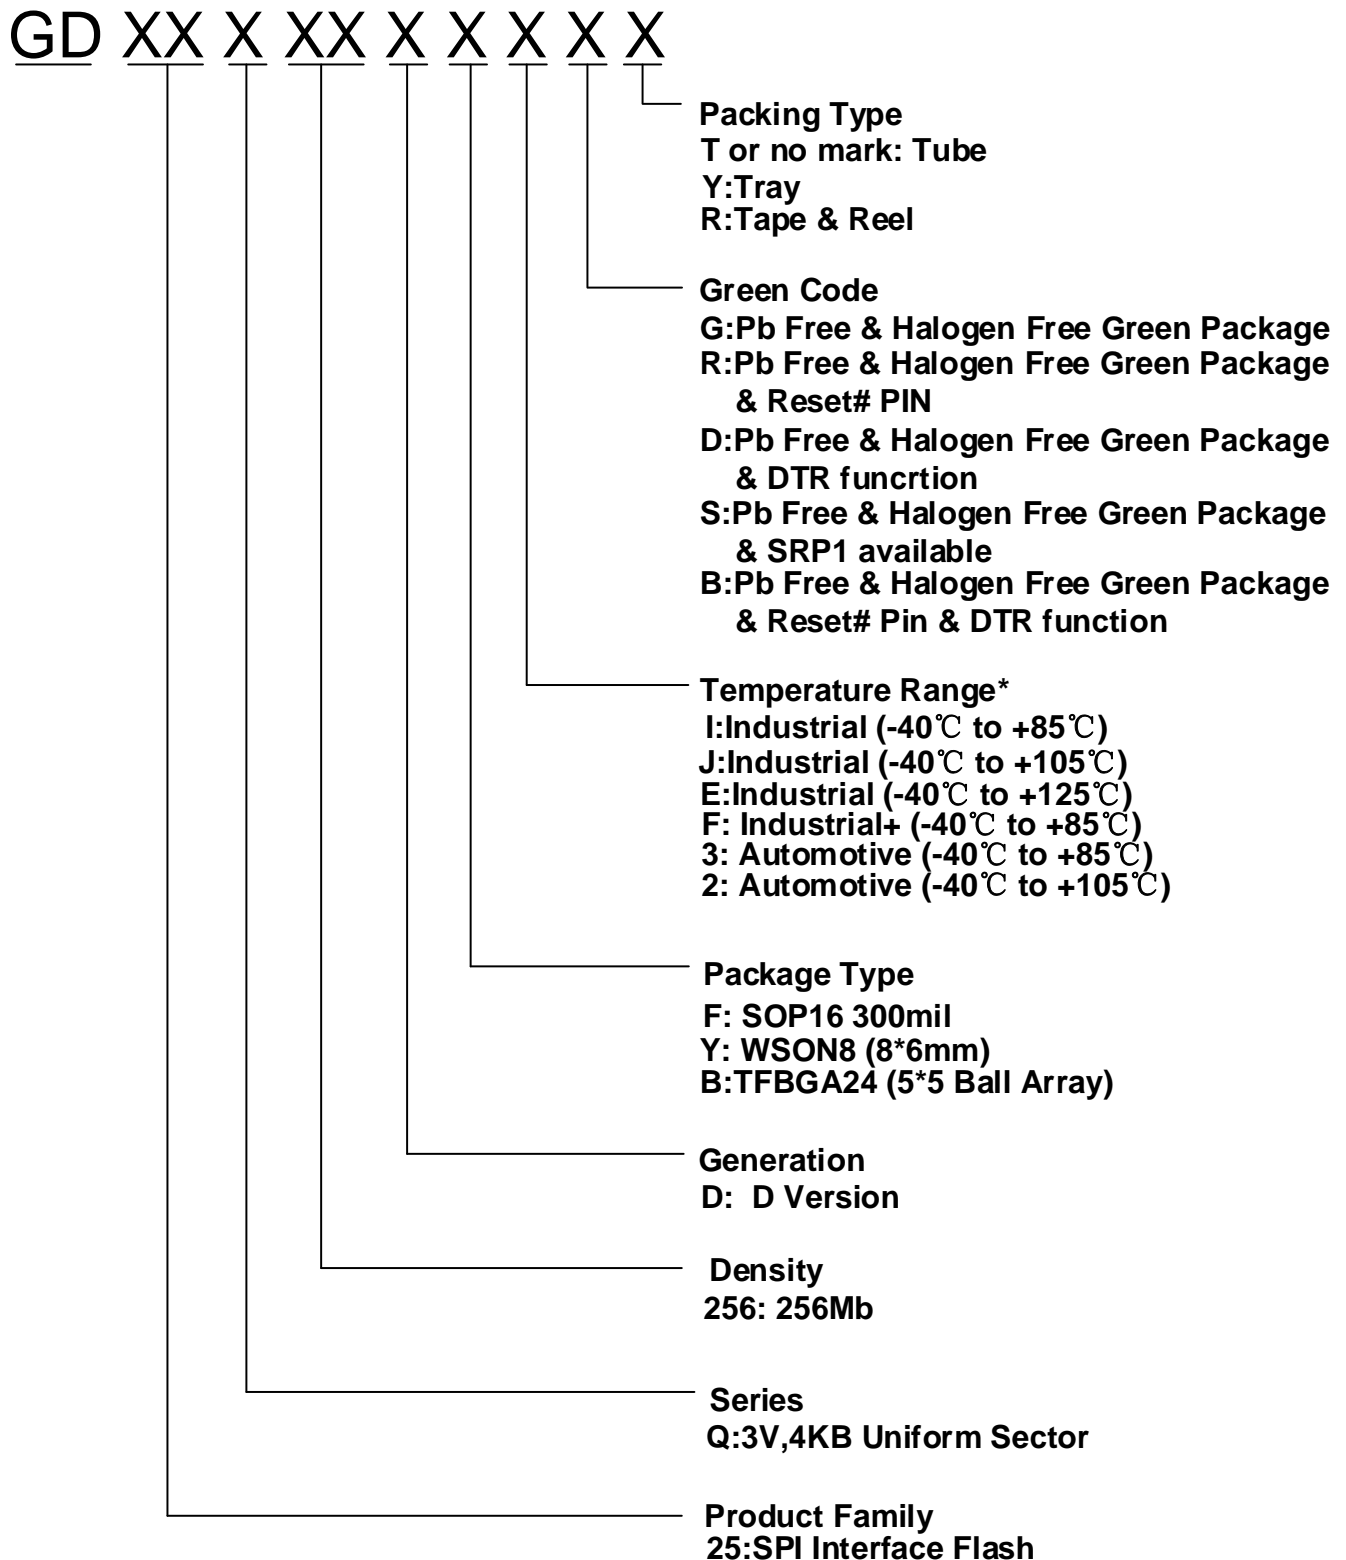 GD XX X XX X X X X X
Packing Type
T or no mark: Tube
Y:Tray
R:Tape & Reel
Green Code
G:Pb Free & Halogen Free Green Package
R:Pb Free & Halogen Free Green Package
& Reset# PIN
D:Pb Free & Halogen Free Green Package
& DTR funcrtion
S:Pb Free & Halogen Free Green Package
& SRP1 available
B:Pb Free & Halogen Free Green Package
& Reset# Pin & DTR function
Temperature Range*
I:Industrial (-40℃ to +85℃)
J:Industrial (-40℃ to +105℃)
E:Industrial (-40℃ to +125℃)
F: Industrial+ (-40℃ to +85℃)
3: Automotive (-40℃ to +85℃)
2: Automotive (-40℃ to +105℃)
Package Type
F: SOP16 300mil
Y: WSON8 (8*6mm)
B:TFBGA24 (5*5 Ball Array)
Generation
D: D Version
Density
256: 256Mb
Series
Q:3V,4KB Uniform Sector
Product Family
25:SPI Interface Flash